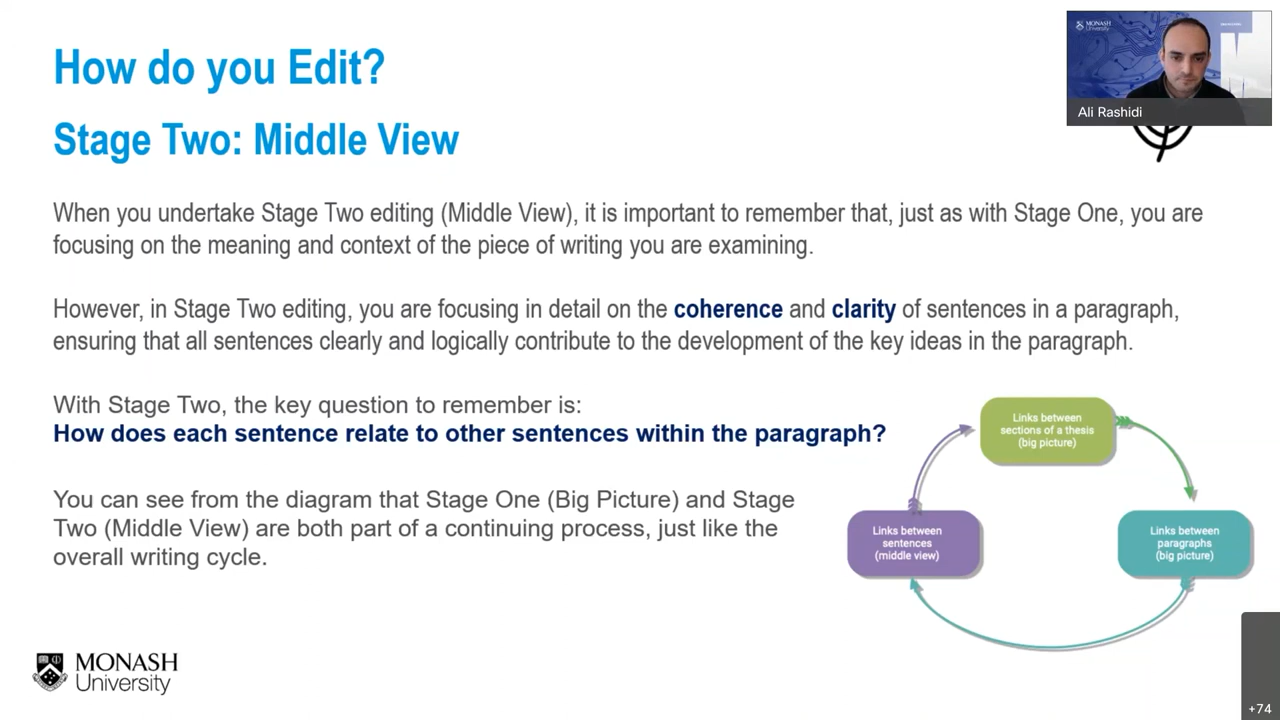 How do you Edit?
Stage Two: Middle View
MONASH
University
Ali Rashidi
When you undertake Stage Two editing (Middle View), it is important to remember that, just as with Stage One, you are
focusing on the meaning and context of the piece of writing you are examining.
However, in Stage Two editing, you are focusing in detail on the coherence and clarity of sentences in a paragraph,
ensuring that all sentences clearly and logically contribute to the development of the key ideas in the paragraph.
With Stage Two, the key question to remember is:
How does each sentence relate to other sentences within the paragraph?
You can see from the diagram that Stage One (Big Picture) and Stage
Two (Middle View) are both part of a continuing process, just like the
overall writing cycle.
Links between
sections of a thesis
(big picture)
Links between
sentences
(middle view)
Links between
paragraphs
(big picture)
MONASH
University
+74